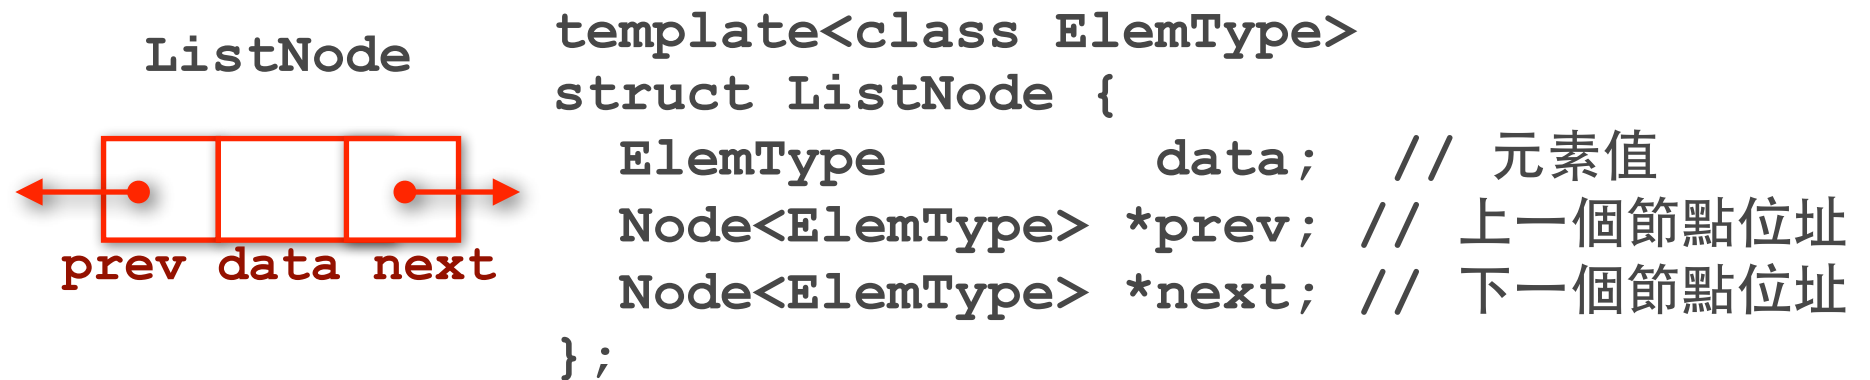 ListNode
prev data next
template<class ElemType>
struct ListNode {
ElemType data; // 元素值
Node<ElemType> *prev; // 上一個節點位址
Node<ElemType> *next; // 下一個節點位址
};